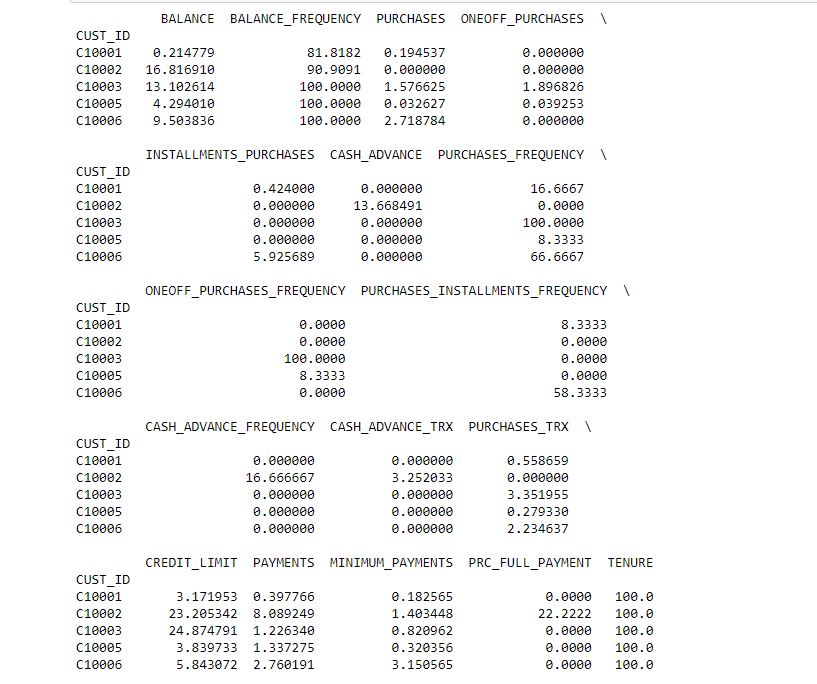 BALANCE BALANCE_FREQUENCY PURCHASES ONEOFF_PURCHASES \
CUST_ID
C10001 0.214779 81.8182 0.194537 0.000000
C10002 16.816910 90.9091 0.000000 0.000000
C10003 13.102614 100.0000 1.576625 1.896826
C10005 4.294010 100.0000 0.032627 0.039253
C10006 9.503836 100.0000 2.718784 0.000000
INSTALLMENTS_PURCHASES CASH_ADVANCE PURCHASES_FREQUENCY \
CUST_ID
C10001 0.424000 0.000000 16.6667
C10002 0.000000 13.668491 0.0000
C10003 0.000000 0.000000 100.0000
C10005 0.000000 0.000000 8.3333
C10006 5.925689 0.000000 66.6667
ONEOFF_PURCHASES_FREQUENCY PURCHASES_INSTALLMENTS_FREQUENCY \
CUST_ID
C10001 0.0000 8.3333
C10002 0.0000 0.0000
C10003 100.0000 0.0000
C10005 8.3333 0.0000
C10006 0.0000 58.3333
CASH_ADVANCE_FREQUENCY CASH_ADVANCE_TRX PURCHASES_TRX \
CUST_ID
C10001 0.000000 0.000000 0.558659
C10002 16.666667 3.252033 0.000000
C10003 0.000000 0.000000 3.351955
C10005 0.000000 0.000000 0.279330
C10006 0.000000 0.000000 2.234637
CREDIT_LIMIT PAYMENTS MINIMUM_PAYMENTS PRC_FULL_PAYMENT TENURE
CUST_ID
C10001 3.171953 0.397766 0.182565 0.0000 100.0
C10002 23.205342 8.089249 1.403448 22.2222 100.0
C10003 24.874791 1.226340 0.820962 0.0000 100.0
C10005 3.839733 1.337275 0.320356 0.0000 100.0
C10006 5.843072 2.760191 3.150565 0.0000 100.0